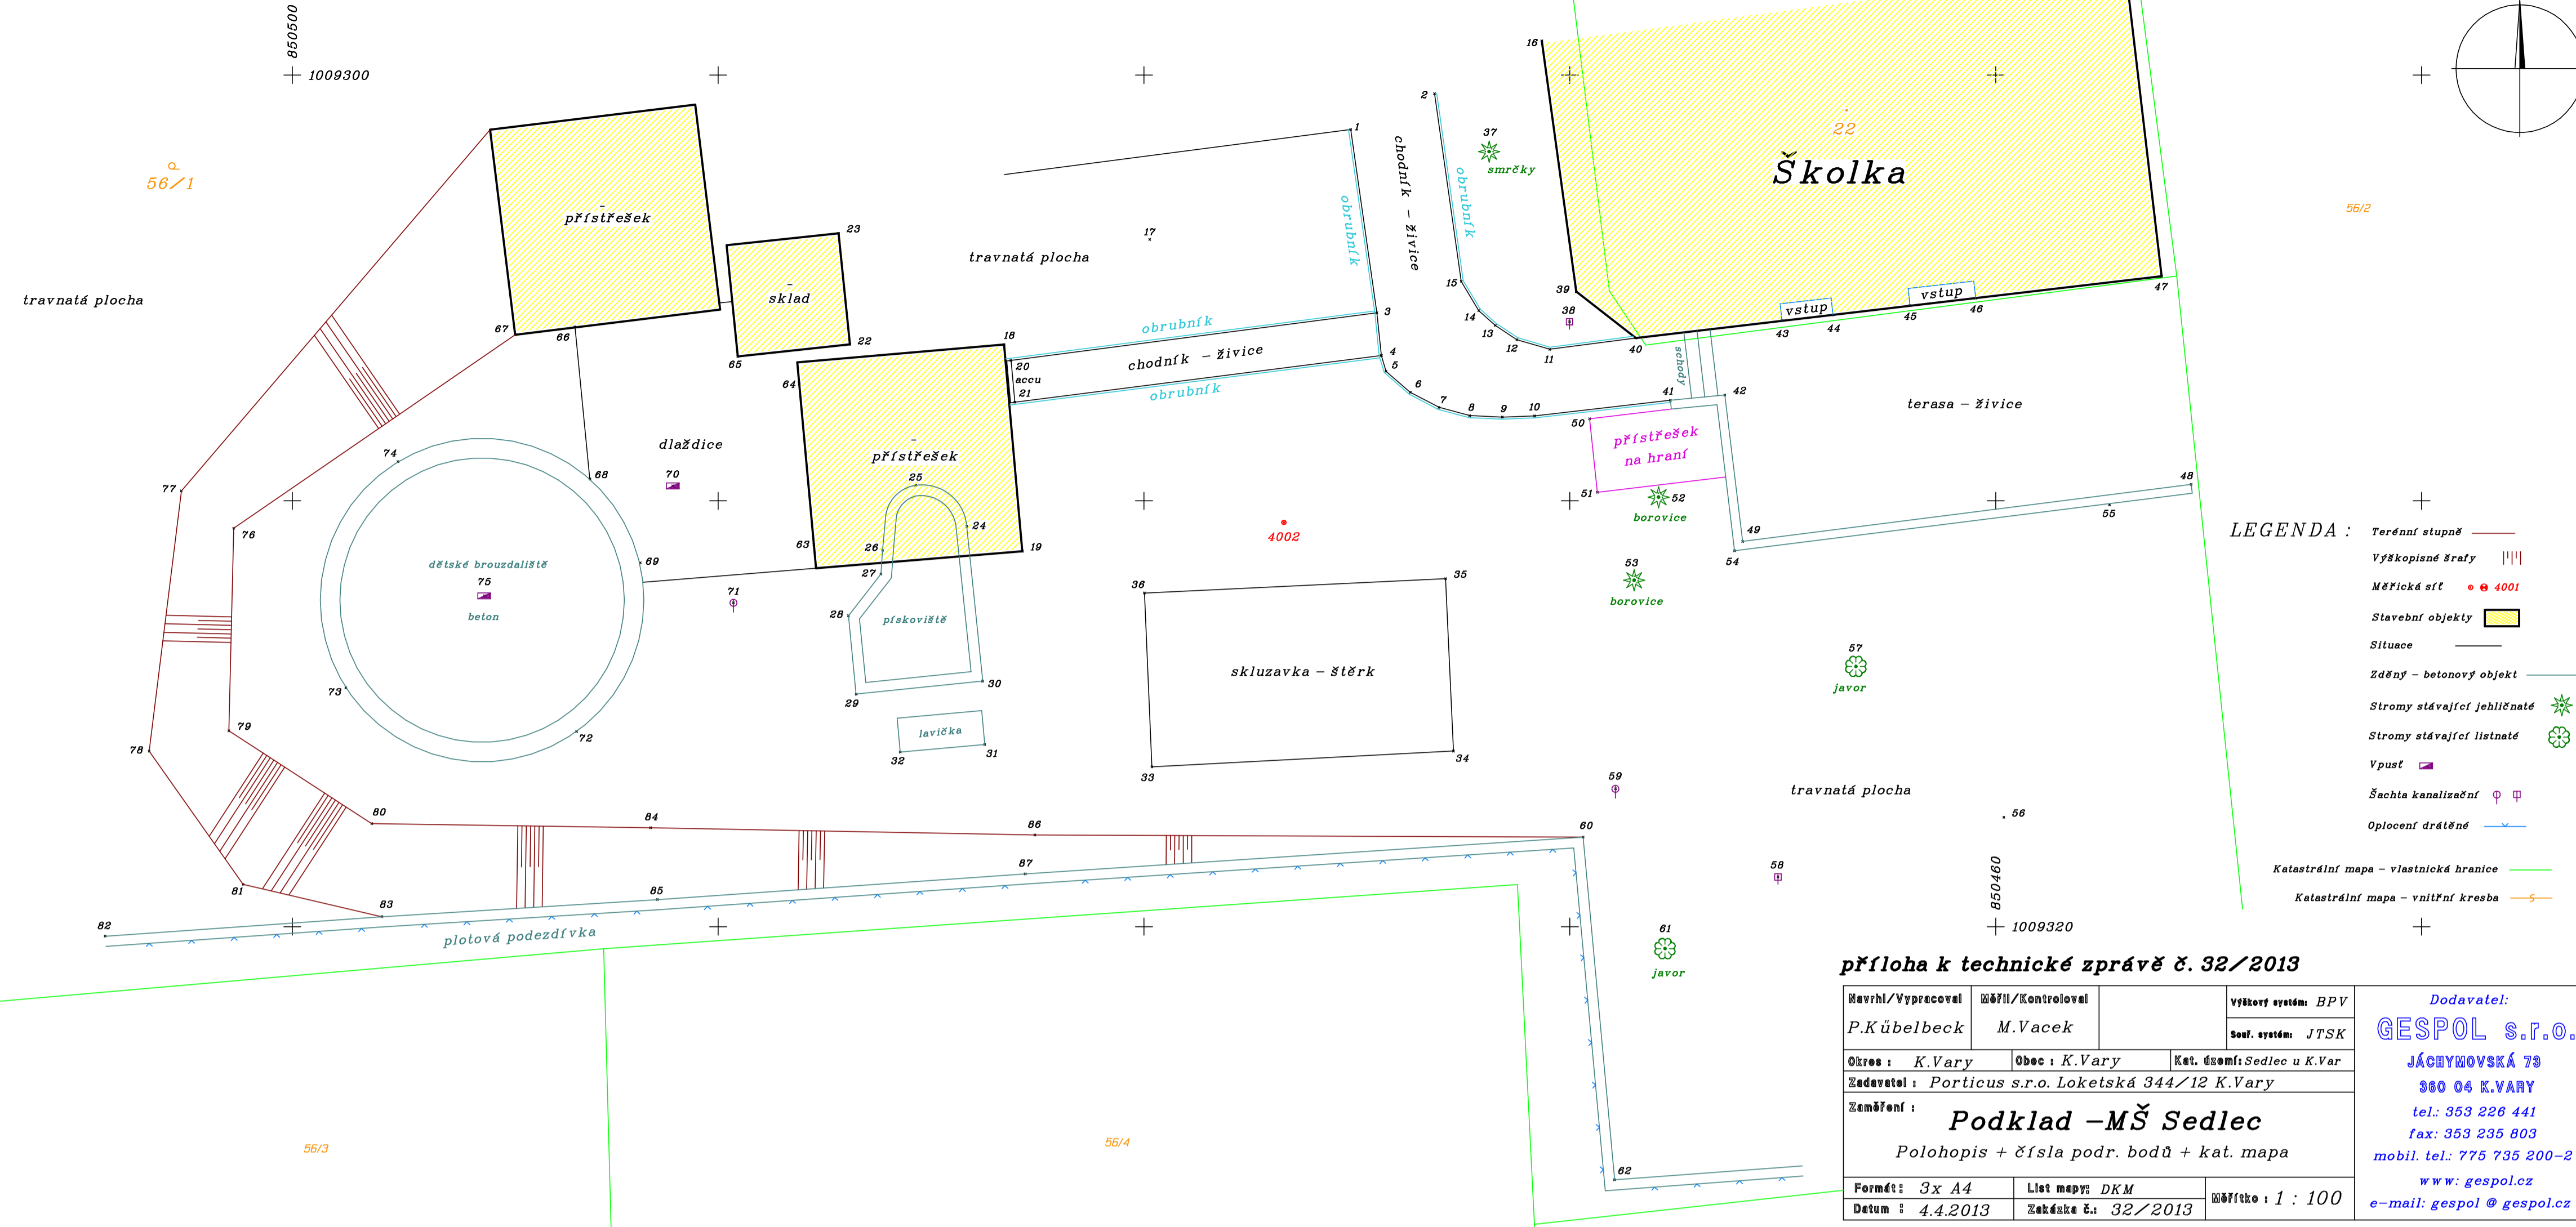 850500
1009300
16
2
1
37
smrčky
chodník – živice
obrubník
obrubník
22
Školka
56/1
56/2
přístřešek
23
17
travnatá plocha
sklad
travnatá plocha
15
39
38
47
3
14
13
12
11
40
vstup
vstup
43
44
45
46
67
66
65
22
18
obrubník
chodník – živice
obrubník
4
5
20
accu
21
64
6
7
8
9
10
schody
41
42
terasa – živice
50
přístřešek
na hraní
51
52
borovice
74
dlaždice
70
68
přístřešek
25
24
77
76
48
55
49
54
4002
63
26
19
27
69
dětské brouzdaliště
75
beton
71
53
borovice
36
35
28
pískoviště
57
javor
skluzavka – štěrk
73
30
29
79
78
72
lavička
32
31
33
34
59
travnatá plocha
56
80
84
86
60
87
58
81
85
83
82
plotová podezdívka
61
javor
850460
1009320
62
56/3
56/4
LEGENDA :
Terénní stupně
Výškopisné šrafy
Měřická síť 4001
Stavební objekty
Situace
Zděný – betonový objekt
Stromy stávající jehličnaté
Stromy stávající listnaté
Vpusť
Šachta kanalizační
Oplocení drátěné
Katastrální mapa – vlastnická hranice
Katastrální mapa – vnitřní kresba
příloha k technické zprávě č. 32/2013
Navrhl/Vypracoval
P.Kübelbeck
Měřil/Kontroloval
M.Vacek
Výškový systém: BPV
Souř. systém: JTSK
Okres : K.Vary
Obec : K.Vary
Kat. území: Sedlec u K.Var
Zadavatel : Porticus s.r.o. Loketská 344/12 K.Vary
Zaměření :
Podklad –MŠ Sedlec
Polohopis + čísla podr. bodů + kat. mapa
Formát : 3x A4
List mapy: DKM
Měřítko : 1 : 100
Datum : 4.4.2013
Zakázka č.: 32/2013
Dodavatel:
GESPOL s.r.o.
JÁCHYMOVSKÁ 73
360 04 K.VARY
tel.: 353 226 441
fax: 353 235 803
mobil. tel.: 775 735 200–2
www: gespol.cz
e–mail: gespol @ gespol.cz